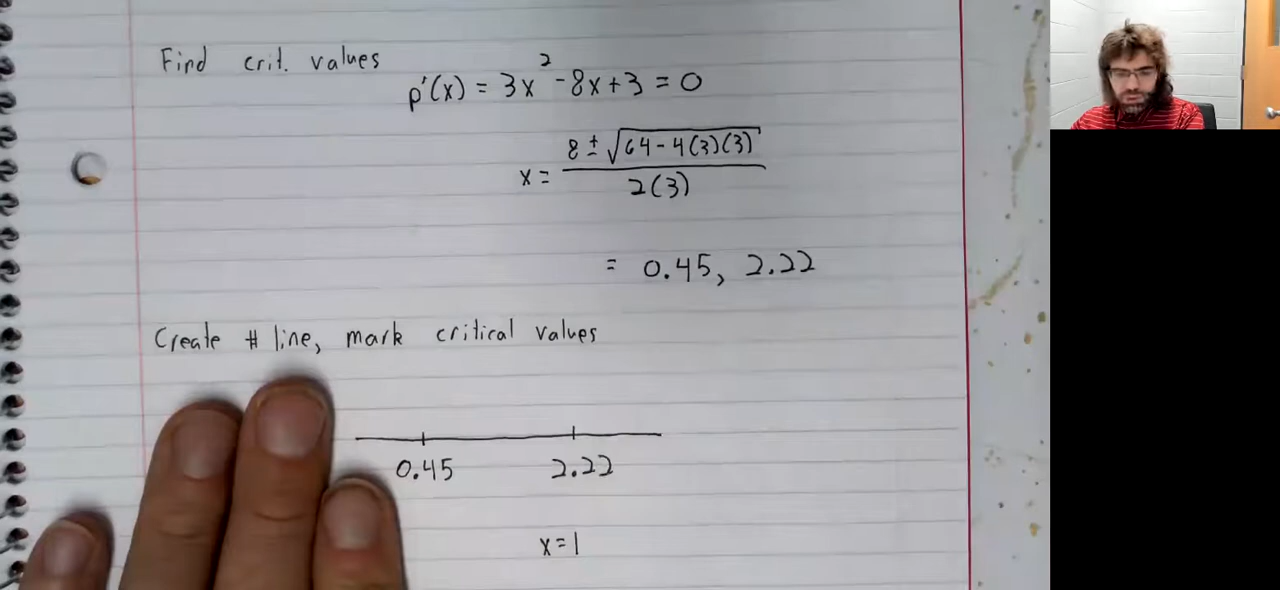 Find crit. values
p'(x) = 3x² - 8x + 3 = 0
x = (8 ± √(64 - 4(3)(3))) / 2(3)
= 0.45, 2.22
Create # line, mark critical values
0.45 2.22
x = 1